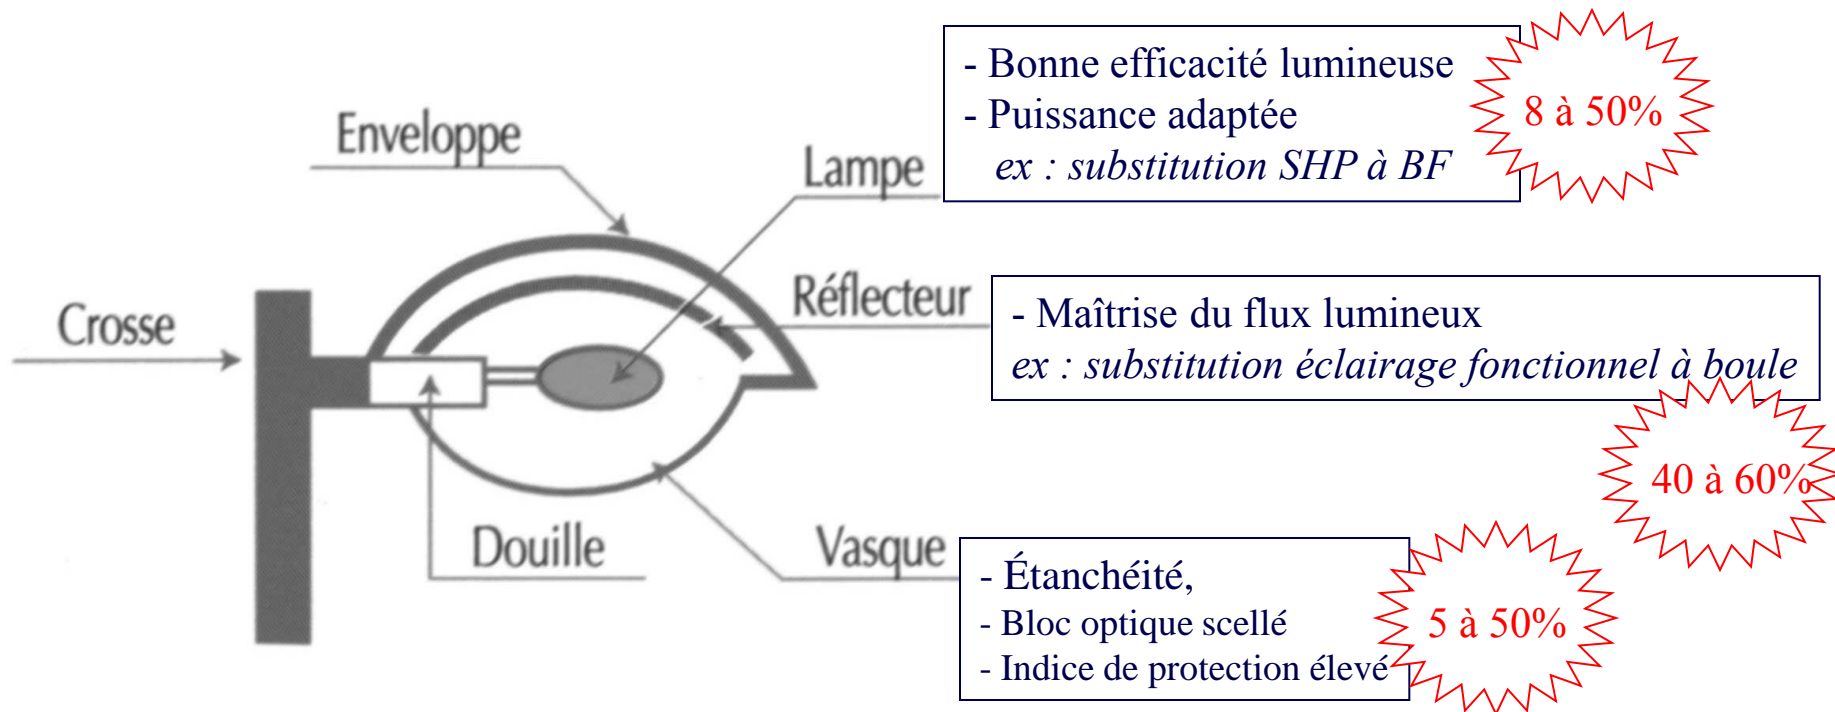 - Bonne efficacité lumineuse
- Puissance adaptée
ex : substitution SHP à BF
8 à 50%
Enveloppe
Lampe
Réflecteur
- Maîtrise du flux lumineux
ex : substitution éclairage fonctionnel à boule
40 à 60%
Crosse
Douille
Vasque
- Étanchéité,
- Bloc optique scellé
- Indice de protection élevé
5 à 50%